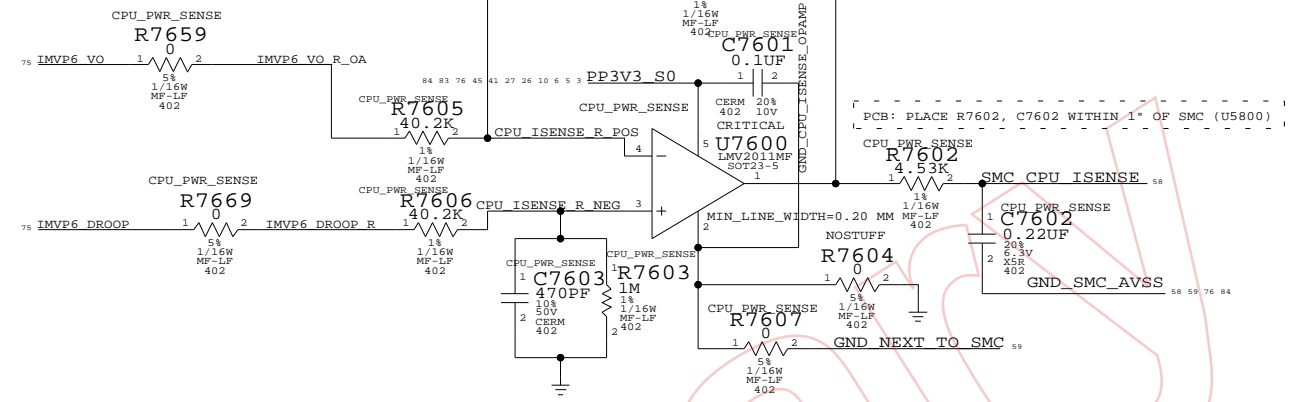 CPU_PWR_SENSE
R7659
0
75 IMVP6_VO 1 2 IMVP6_VO_R_OA
5%
1/16W
MF-LF
402
CPU_PWR_SENSE
R7605
40.2K
1 2 CPU_ISENSE_R_POS
1%
1/16W
MF-LF
402
CPU_PWR_SENSE
R7669
0
75 IMVP6_DROOP 1 2 IMVP6_DROOP_R
5%
1/16W
MF-LF
402
CPU_PWR_SENSE
R7606
40.2K
1 2 CPU_ISENSE_R_NEG
1%
1/16W
MF-LF
402
1%
1/16W
MF-LF
402
CPU_PWR_SENSE
C7601
0.1UF
84 83 76 45 41 27 26 10 6 5 3 PP3V3_S0
1 2
CERM 20%
402 10V
GND_CPU_ISENSE_OPAMP
CPU_PWR_SENSE
CRITICAL
U7600
LMV2011MF
SOT23-5
5
4
1
3
2
MIN_LINE_WIDTH=0.20 MM
CPU_PWR_SENSE
C7603
470PF
10%
50V
CERM
402
1
2
CPU_PWR_SENSE
R7603
1M
1%
1/16W
MF-LF
402
1
2
NOSTUFF
R7604
0
1 2
5%
1/16W
MF-LF
402
CPU_PWR_SENSE
R7607
0
1 2 GND_NEXT_TO_SMC 59
5%
1/16W
MF-LF
402
PCB: PLACE R7602, C7602 WITHIN 1" OF SMC (U5800)
CPU_PWR_SENSE
R7602
4.53K
1 2 SMC_CPU_ISENSE 58
1%
1/16W
MF-LF
402
CPU_PWR_SENSE
C7602
0.22UF
20%
6.3V
X5R
402
1
2
GND_SMC_AVSS 58 59 76 84